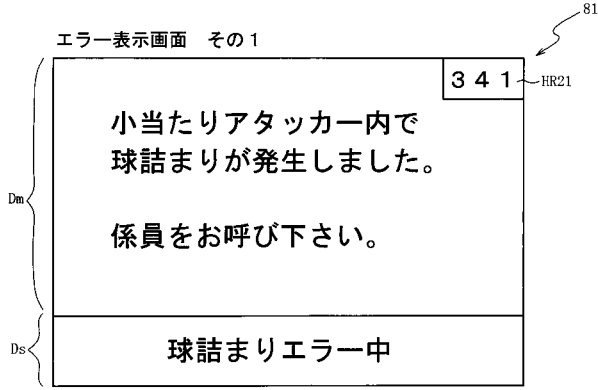 81
エラー表示画面　その1
３４１
HR21
小当たりアタッカー内で
球詰まりが発生しました。
Dm
係員をお呼び下さい。
Ds
球詰まりエラー中